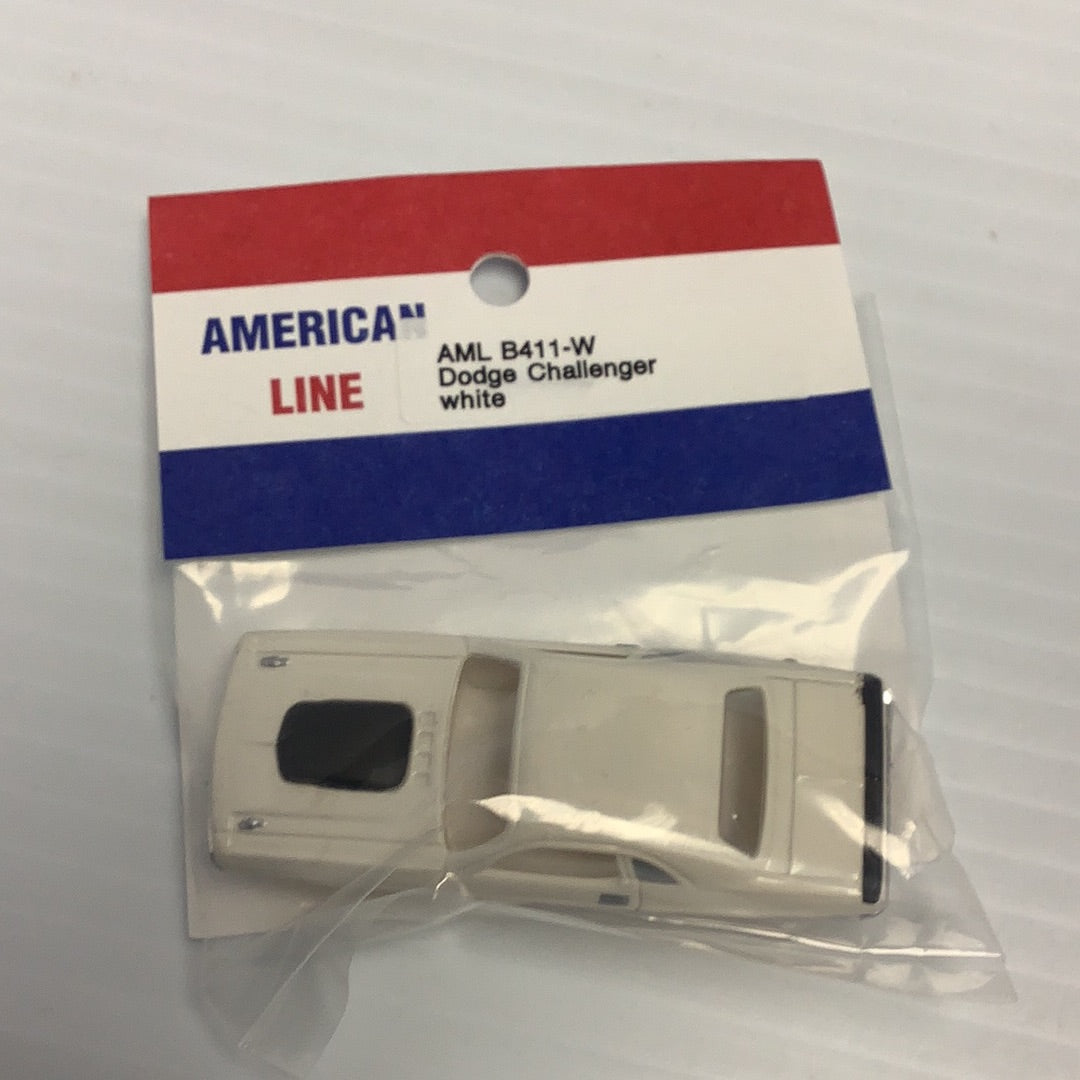 AMERICAN
LINE
AML B411-W
Dodge Challenger
white